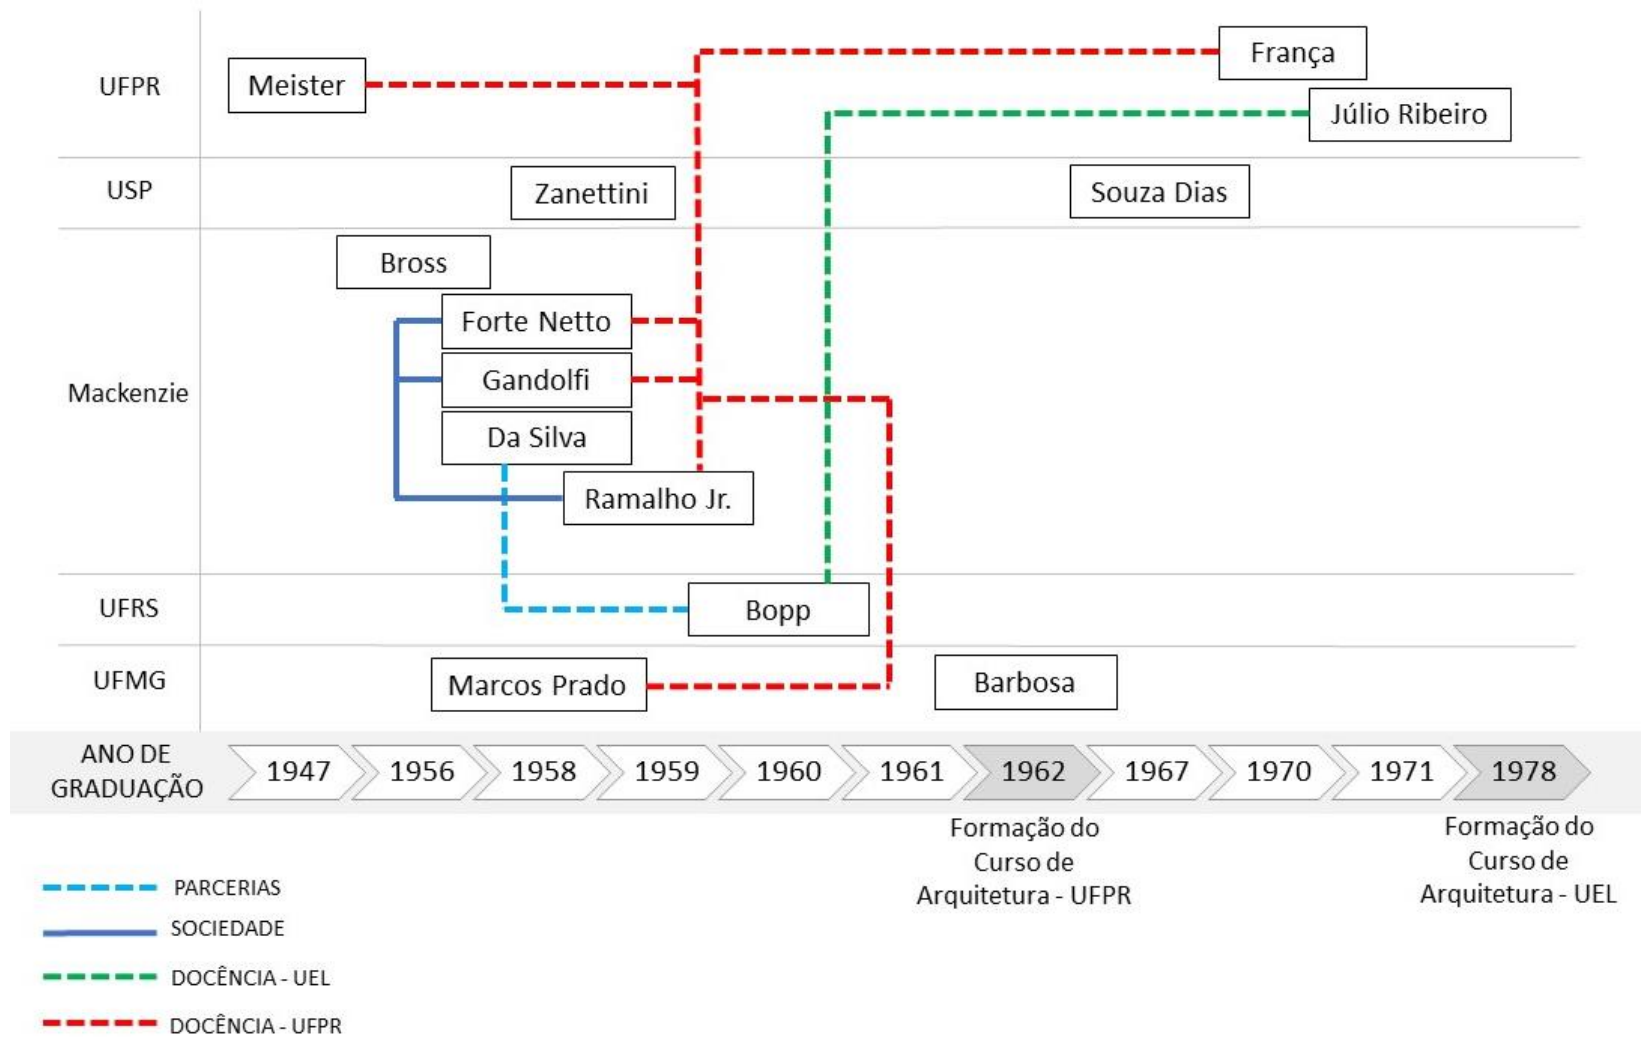 UFPR
Meister
França
Júlio Ribeiro
USP
Zanettini
Souza Dias
Mackenzie
Bross
Forte Netto
Gandolfi
Da Silva
Ramalho Jr.
UFRS
Bopp
UFMG
Marcos Prado
Barbosa
ANO DE
GRADUAÇÃO
1947
1956
1958
1959
1960
1961
1962
1967
1970
1971
1978
Formação do
Curso de
Arquitetura - UFPR
Formação do
Curso de
Arquitetura - UEL
PARCERIAS
SOCIEDADE
DOCÊNCIA - UEL
DOCÊNCIA - UFPR